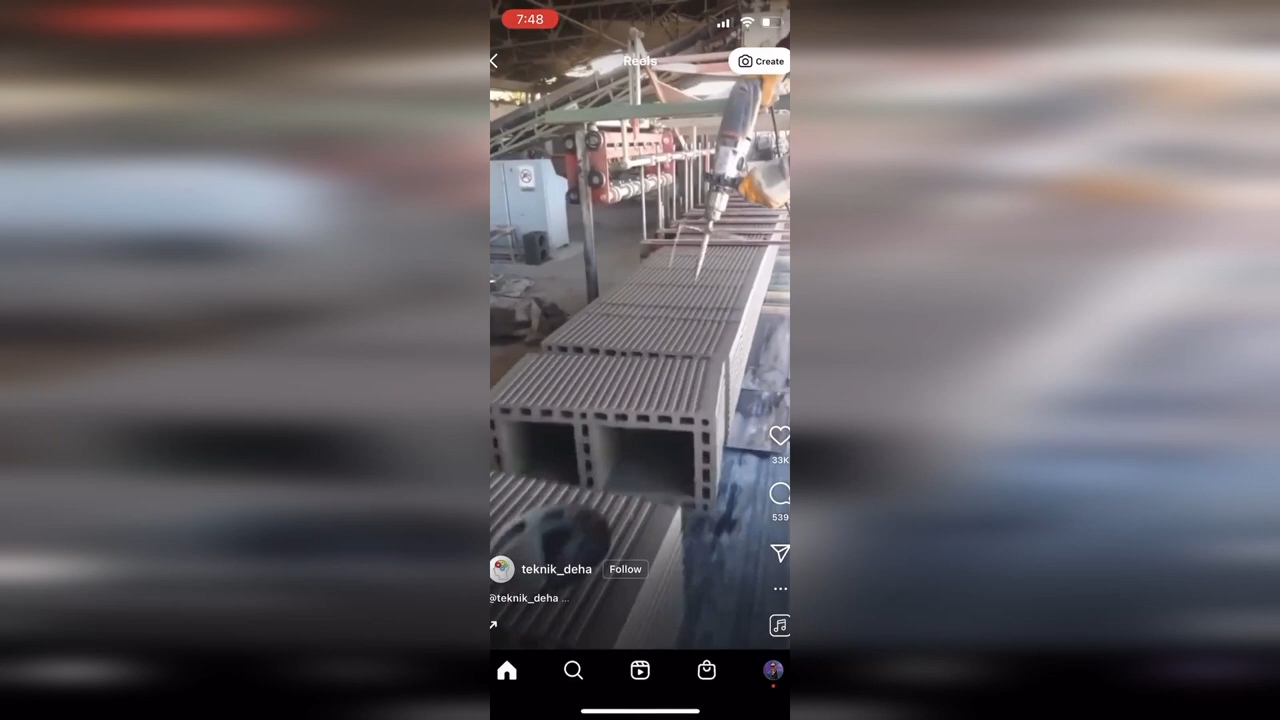 7:48
Reels
Create
33K
539
teknik_deha
Follow
@teknik_deha ...